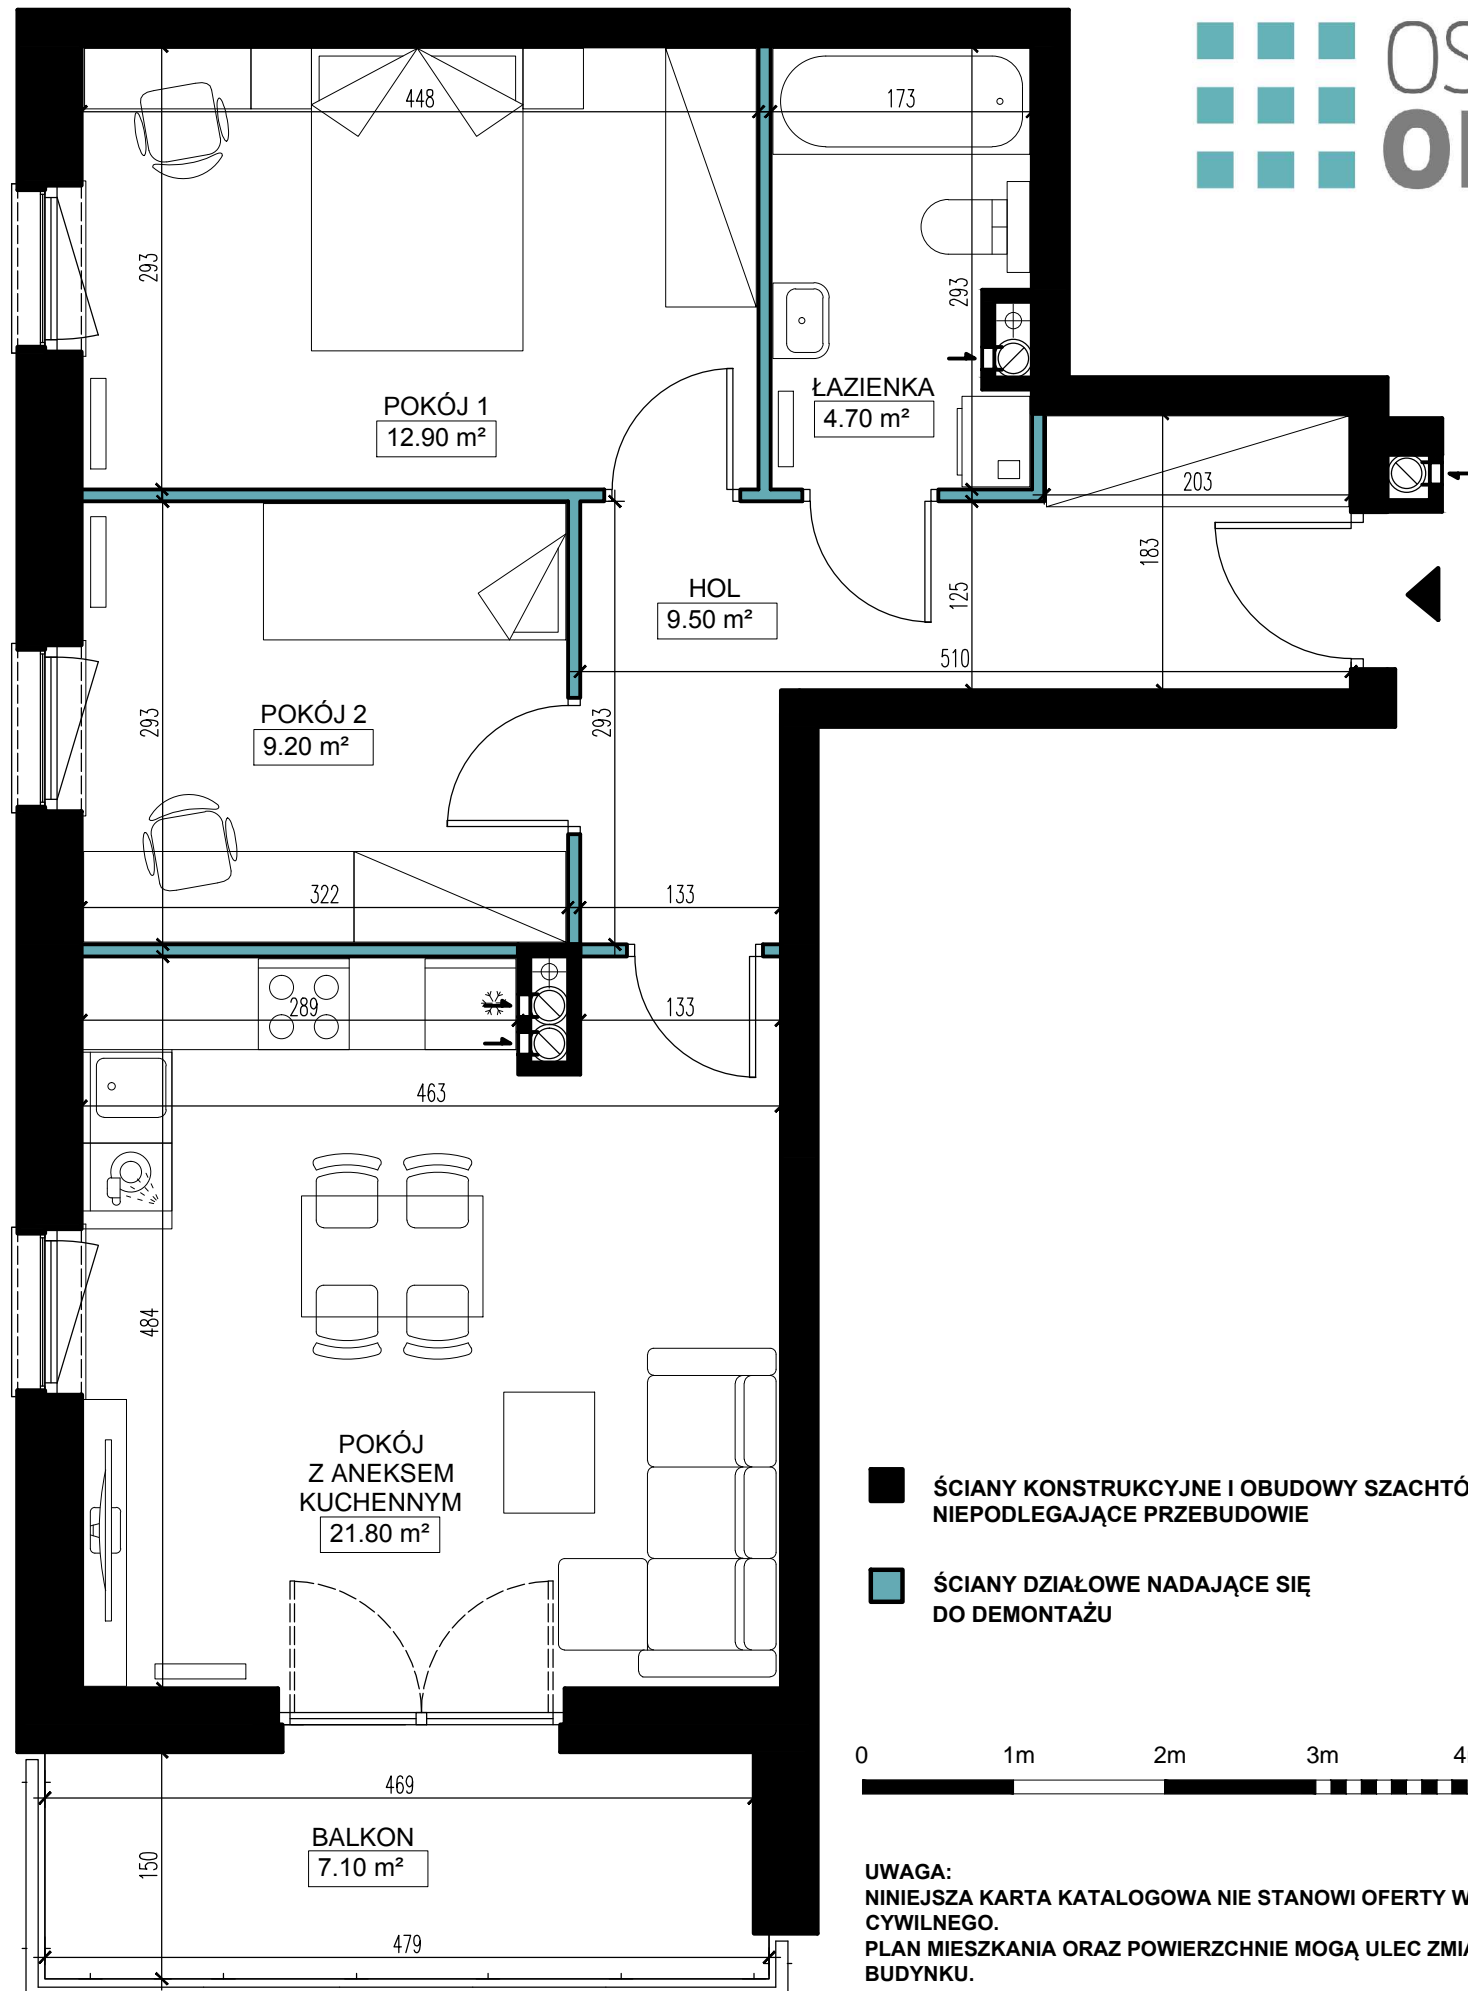 448
173
293
293
POKÓJ 1
12.90 m²
ŁAZIENKA
4.70 m²
203
183
HOL
9.50 m²
125
510
POKÓJ 2
9.20 m²
293
293
322
133
289
133
463
484
POKÓJ
Z ANEKSEM
KUCHENNYM
21.80 m²
ŚCIANY KONSTRUKCYJNE I OBUDOWY SZACHTÓ
NIEPODLEGAJĄCE PRZEBUDOWIE
ŚCIANY DZIAŁOWE NADAJĄCE SIĘ
DO DEMONTAŻU
0 1m 2m 3m 4
469
BALKON
7.10 m²
150
479
UWAGA:
NINIEJSZA KARTA KATALOGOWA NIE STANOWI OFERTY W
CYWILNEGO.
PLAN MIESZKANIA ORAZ POWIERZCHNIE MOGĄ ULEC ZMIA
BUDYNKU.